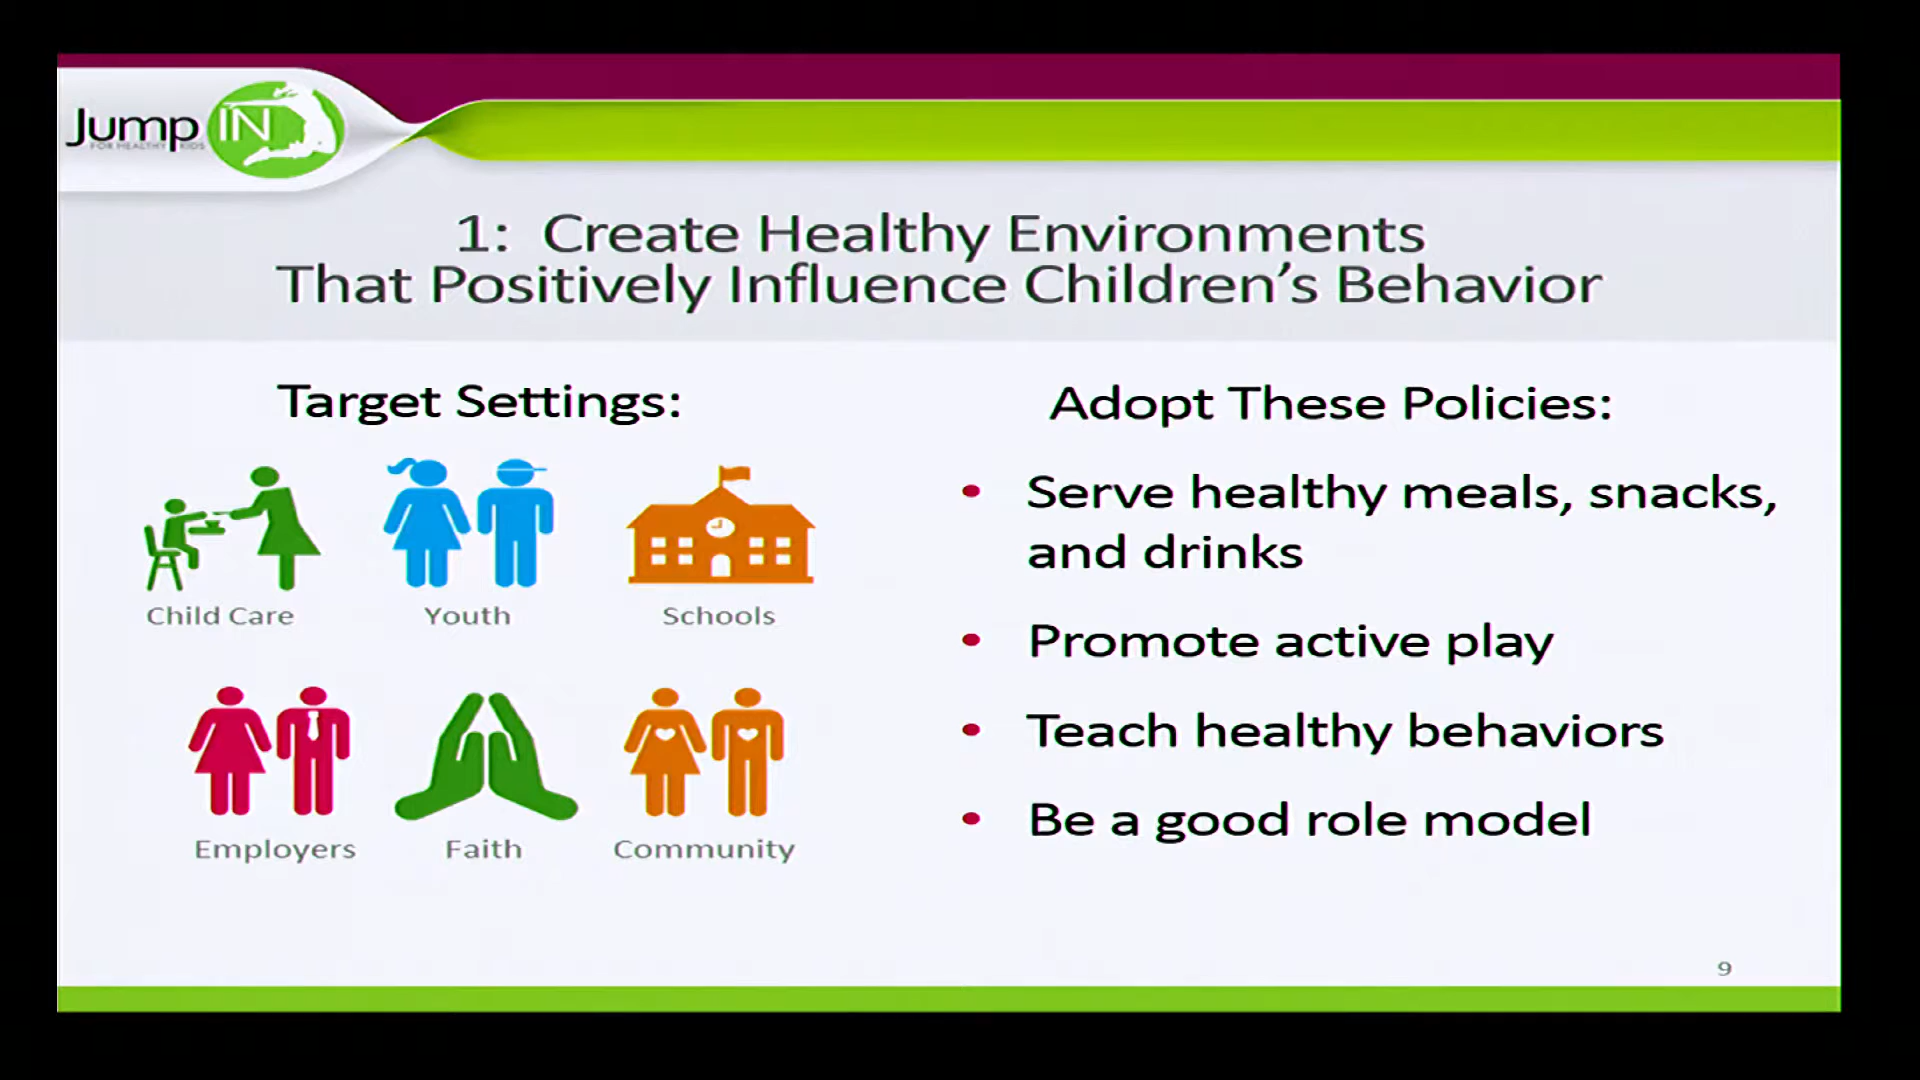 Jump IN
FOR HEALTHY KIDS
1: Create Healthy Environments
That Positively Influence Children’s Behavior
Target Settings:
Child Care
Youth
Schools
Employers
Faith
Community
Adopt These Policies:
• Serve healthy meals, snacks,
and drinks
• Promote active play
• Teach healthy behaviors
• Be a good role model
9